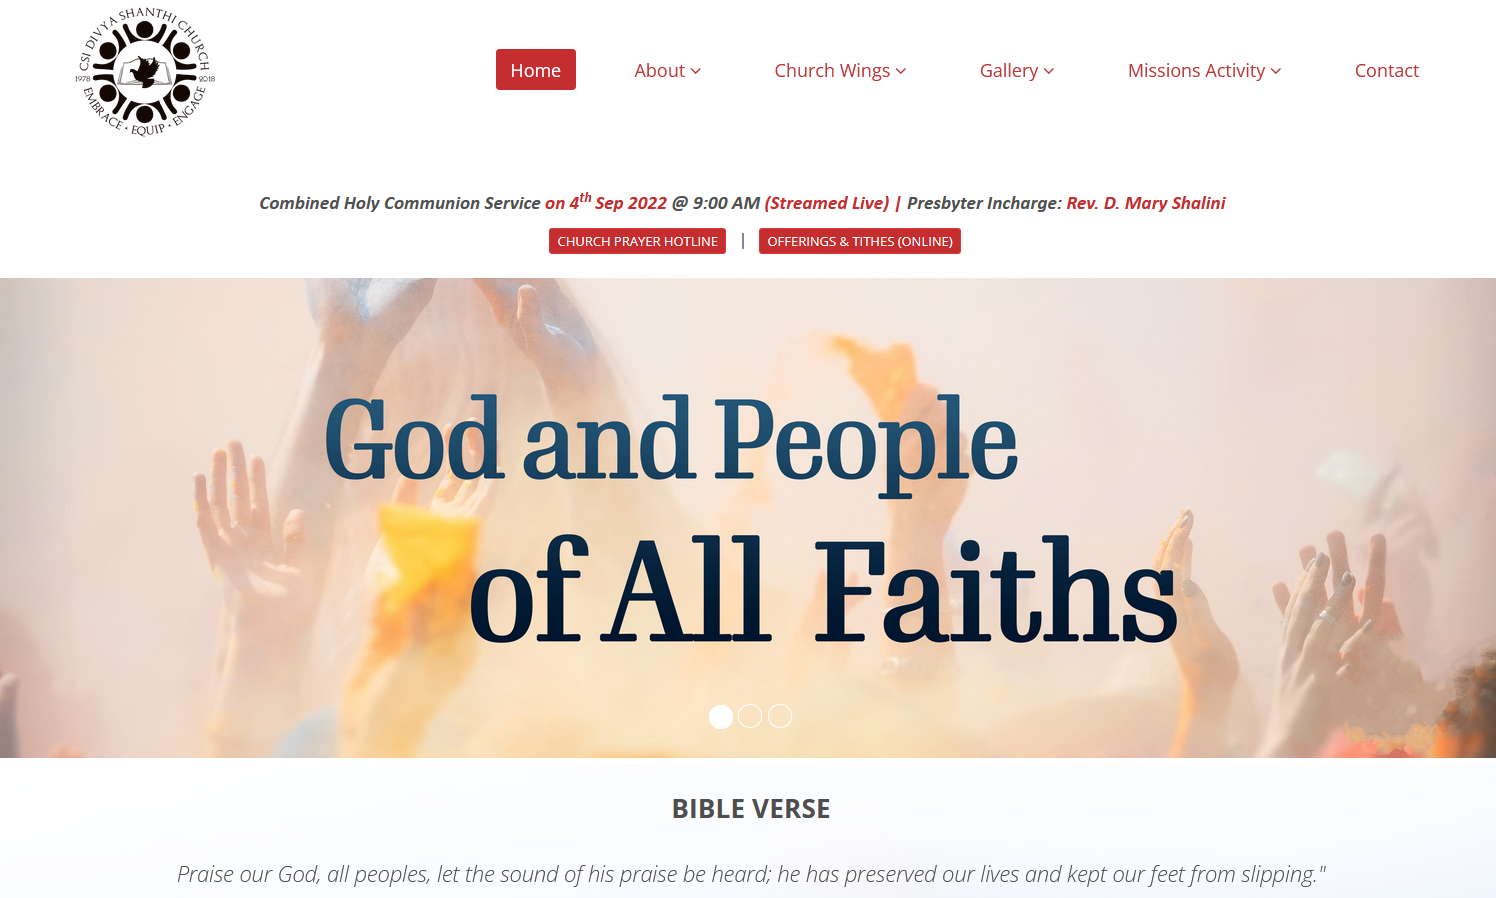 CSI DIVYA SHANTHI CHURCH
1978
2018
EMBRACE • EQUIP • ENGAGE
Home
About
Church Wings
Gallery
Missions Activity
Contact
Combined Holy Communion Service on 4th Sep 2022 @ 9:00 AM (Streamed Live) | Presbyter Incharge: Rev. D. Mary Shalini
CHURCH PRAYER HOTLINE | OFFERINGS & TITHES (ONLINE)
God and People
of All Faiths
BIBLE VERSE
Praise our God, all peoples, let the sound of his praise be heard; he has preserved our lives and kept our feet from slipping."